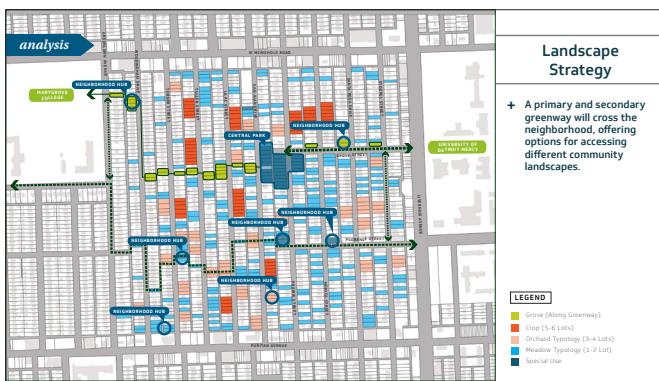 analysis
W MCNICHOLS ROAD
NEIGHBORHOOD HUB
MARYGROVE
COLLEGE
CENTRAL PARK
NEIGHBORHOOD HUB
UNIVERSITY OF
DETROIT MERCY
NEIGHBORHOOD HUB
NEIGHBORHOOD HUB
NEIGHBORHOOD HUB
FLORENCE STREET
NEIGHBORHOOD HUB
NEIGHBORHOOD HUB
PURITAN AVENUE
Landscape
Strategy
+ A primary and secondary
greenway will cross the
neighborhood, offering
options for accessing
different community
landscapes.
LEGEND
Grove (Along Greenway)
Crop (5-6 Lots)
Orchard Typology (3-4 Lots)
Meadow Typology (1-2 Lot)
Special Use